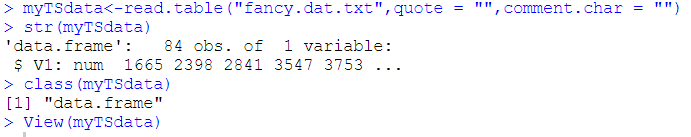 > myTSdata<-read.table("fancy.dat.txt",quote = "",comment.char = "")
> str(myTSdata)
'data.frame':   84 obs. of  1 variable:
 $ V1: num  1665 2398 2841 3547 3753 ...
> class(myTSdata)
[1] "data.frame"
> View(myTSdata)